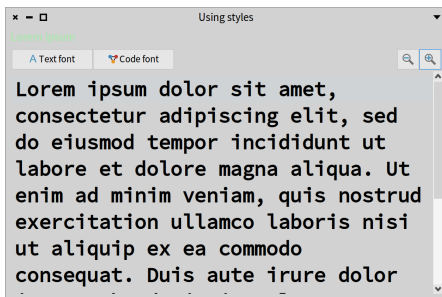 Using styles
Lorem ipsum
A Text font
Code font
Lorem ipsum dolor sit amet,
consectetur adipiscing elit, sed
do eiusmod tempor incididunt ut
labore et dolore magna aliqua. Ut
enim ad minim veniam, quis nostrud
exercitation ullamco laboris nisi
ut aliquip ex ea commodo
consequat. Duis aute irure dolor